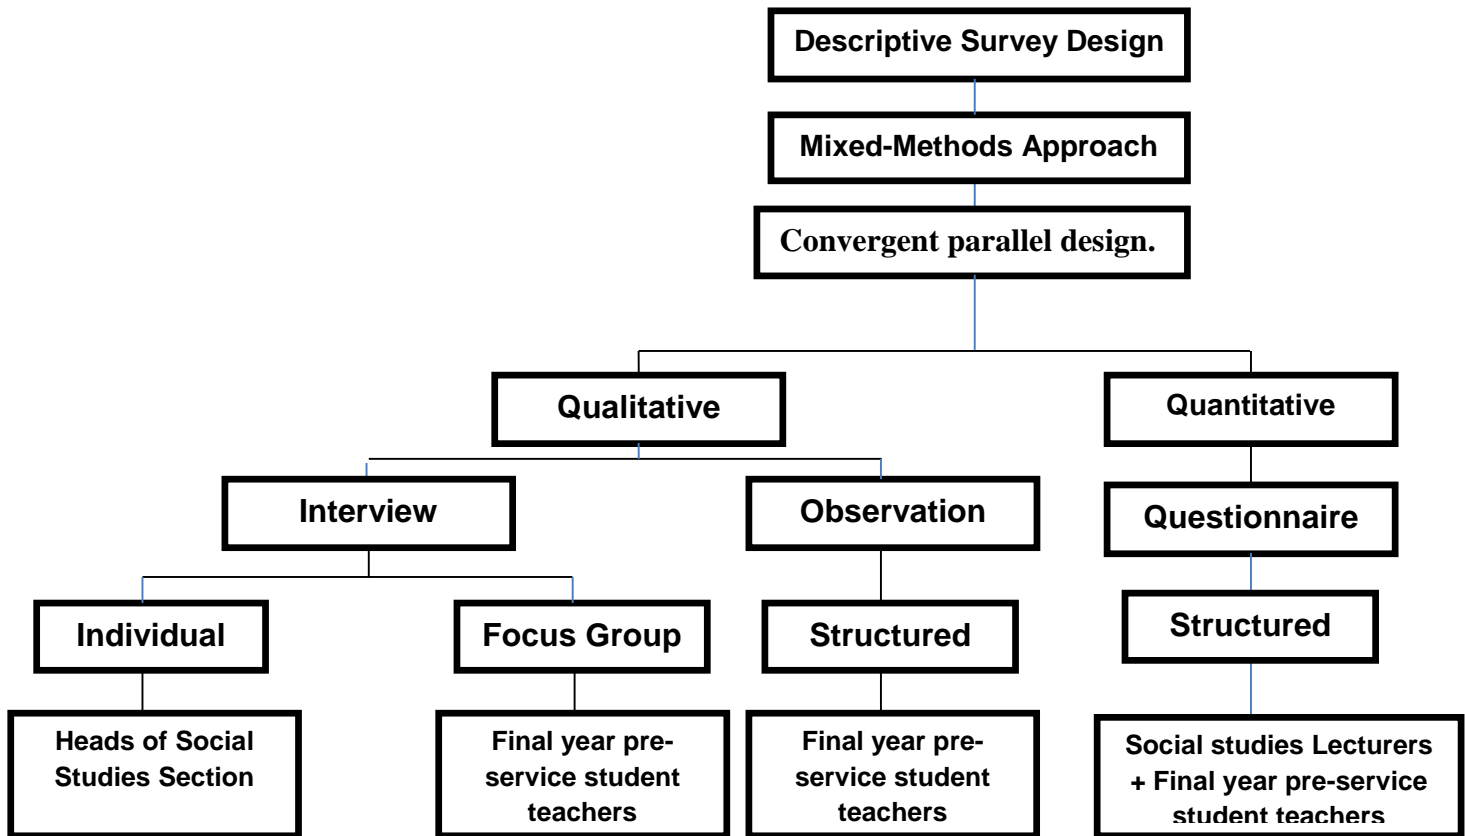 Descriptive Survey Design
Mixed-Methods Approach
Convergent parallel design.
Qualitative
Quantitative
Interview
Observation
Questionnaire
Individual
Focus Group
Structured
Structured
Heads of Social
Studies Section
Final year pre-
service student
teachers
Final year pre-
service student
teachers
Social studies Lecturers
+ Final year pre-service
student teachers